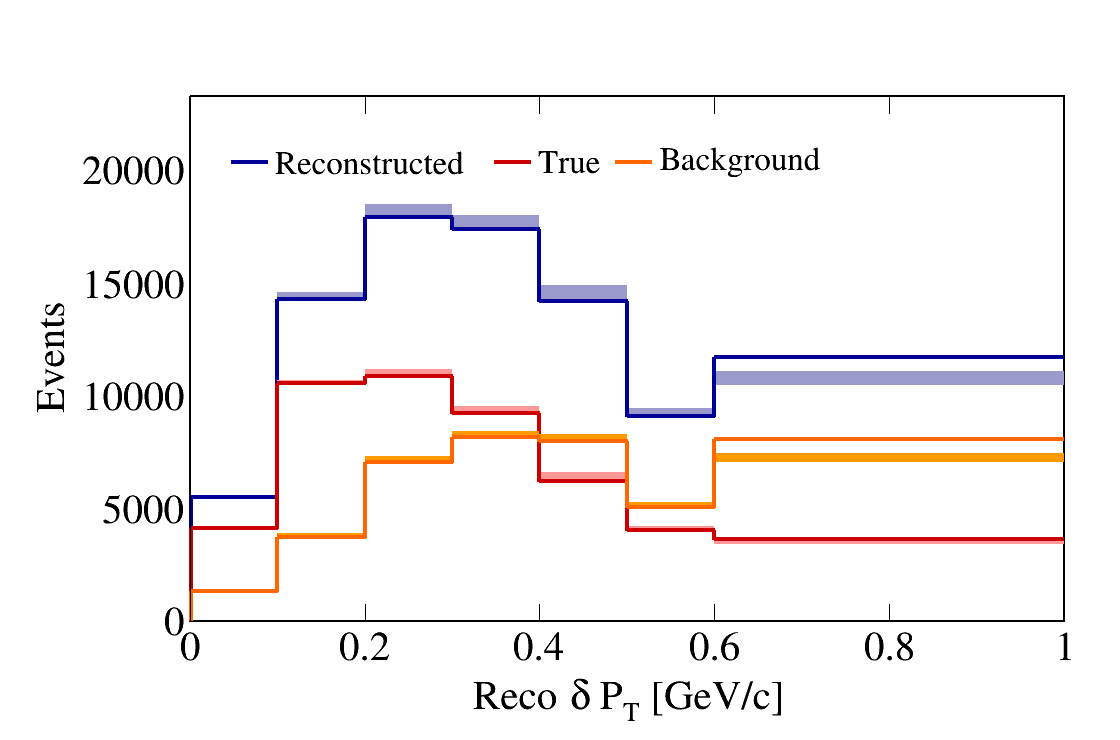 20000
15000
10000
5000
0
Events
Reconstructed True Background
0 0.2 0.4 0.6 0.8 1
Reco δ P_T [GeV/c]